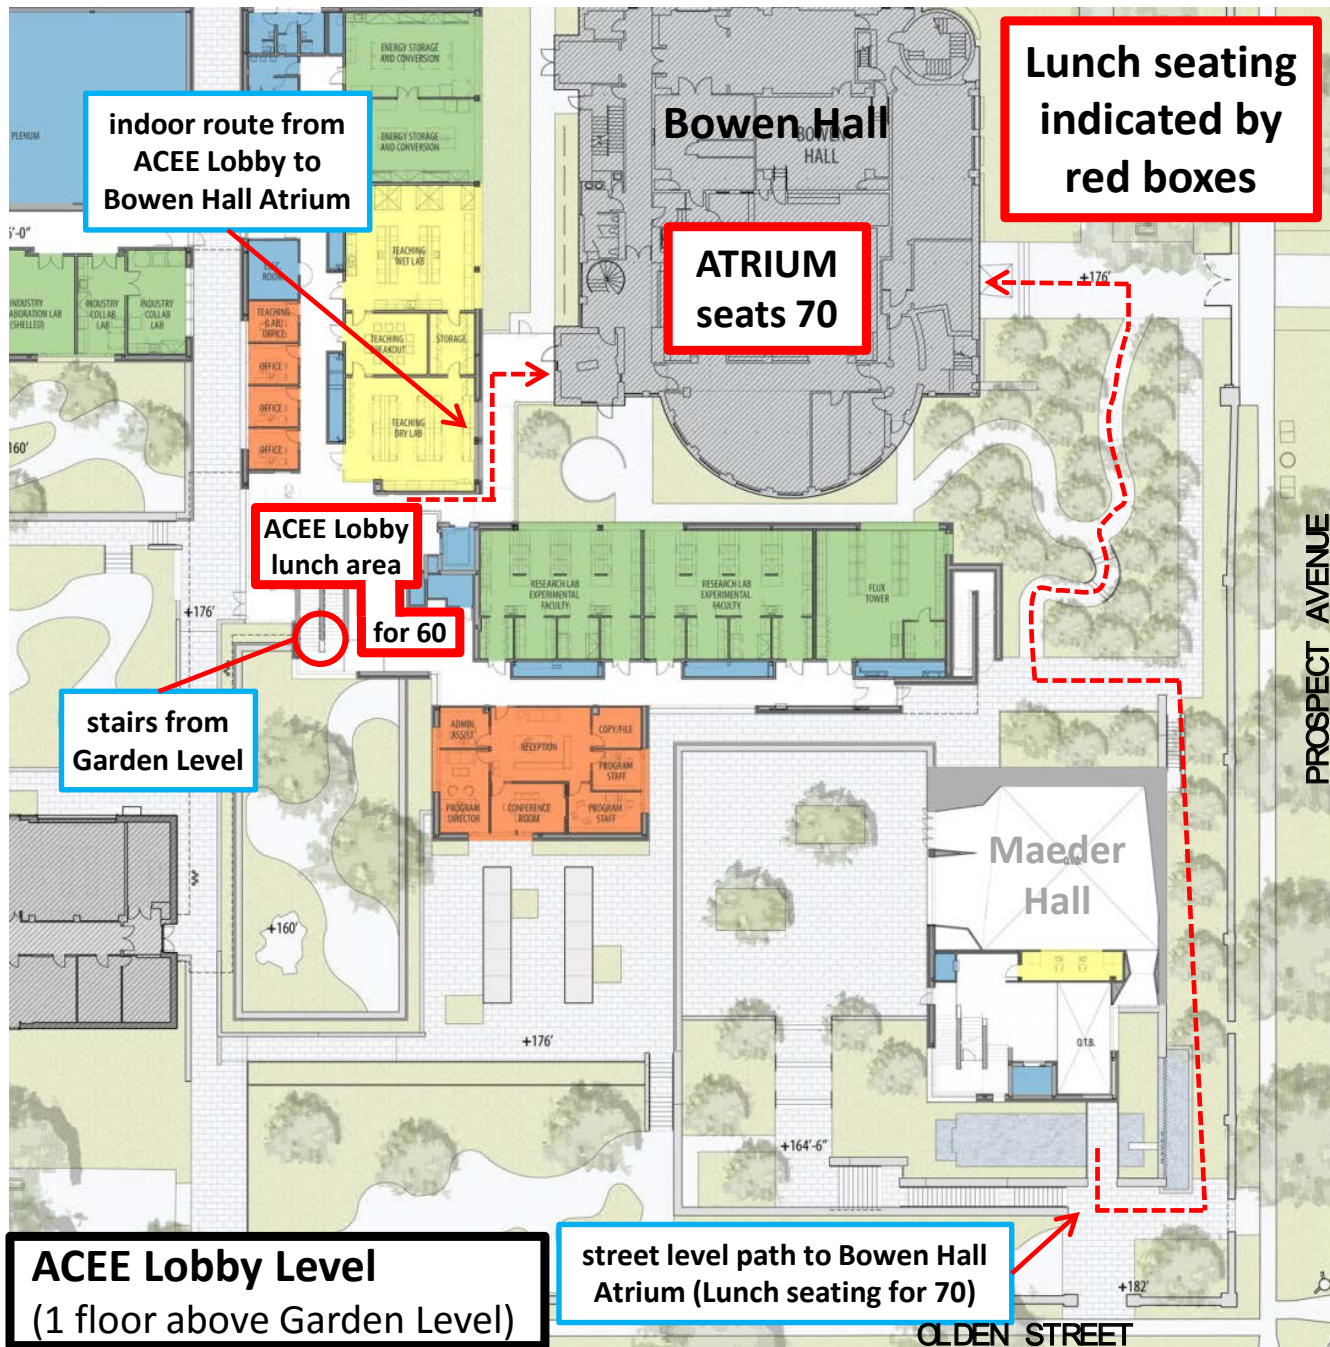 ENERGY STORAGE
AND CONVERSION
Lunch seating
indicated by
red boxes
indoor route from
ACEE Lobby to
Bowen Hall Atrium
PLENUM
ENERGY STORAGE
AND CONVERSION
Bowen Hall
BOWEN
HALL
TEACHING
WET LAB
ATRIUM
seats 70
+176'
INDUSTRY
COLLAB
LAB
INDUSTRY
COLLAB
LAB
TEACHING
(LAB)
OFFICE
OFFICE
OFFICE
OFFICE
TEACHING
BREAKOUT
STORAGE
TEACHING
DRY LAB
ACEE Lobby
lunch area
for 60
RESEARCH LAB
EXPERIMENTAL
FACULTY
RESEARCH LAB
EXPERIMENTAL
FACULTY
FLUX
TOWER
PROSPECT AVENUE
+176'
stairs from
Garden Level
ADMIN
ASSIST
RECEPTION
COPY/FILE
PROGRAM
STAFF
PROGRAM
DIRECTOR
CONFERENCE
ROOM
PROGRAM
STAFF
Maeder
Hall
+160'
+176'
O.T.B.
+164'-6"
ACEE Lobby Level
(1 floor above Garden Level)
street level path to Bowen Hall
Atrium (Lunch seating for 70)
+182'
OLDEN STREET